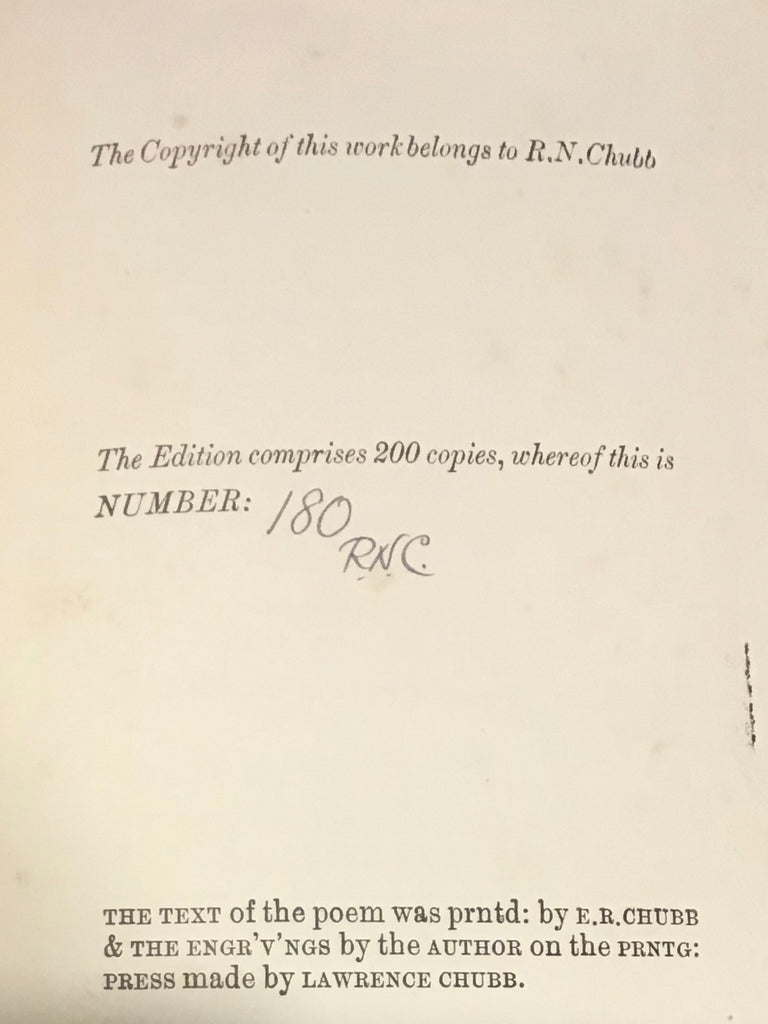 The Copyright of this work belongs to R.N.Chubb
The Edition comprises 200 copies, whereof this is
NUMBER: 180
RNC.
THE TEXT of the poem was prntd: by E.R.CHUBB
& THE ENGR'V'NGS by the AUTHOR on the PRNTG:
PRESS made by LAWRENCE CHUBB.